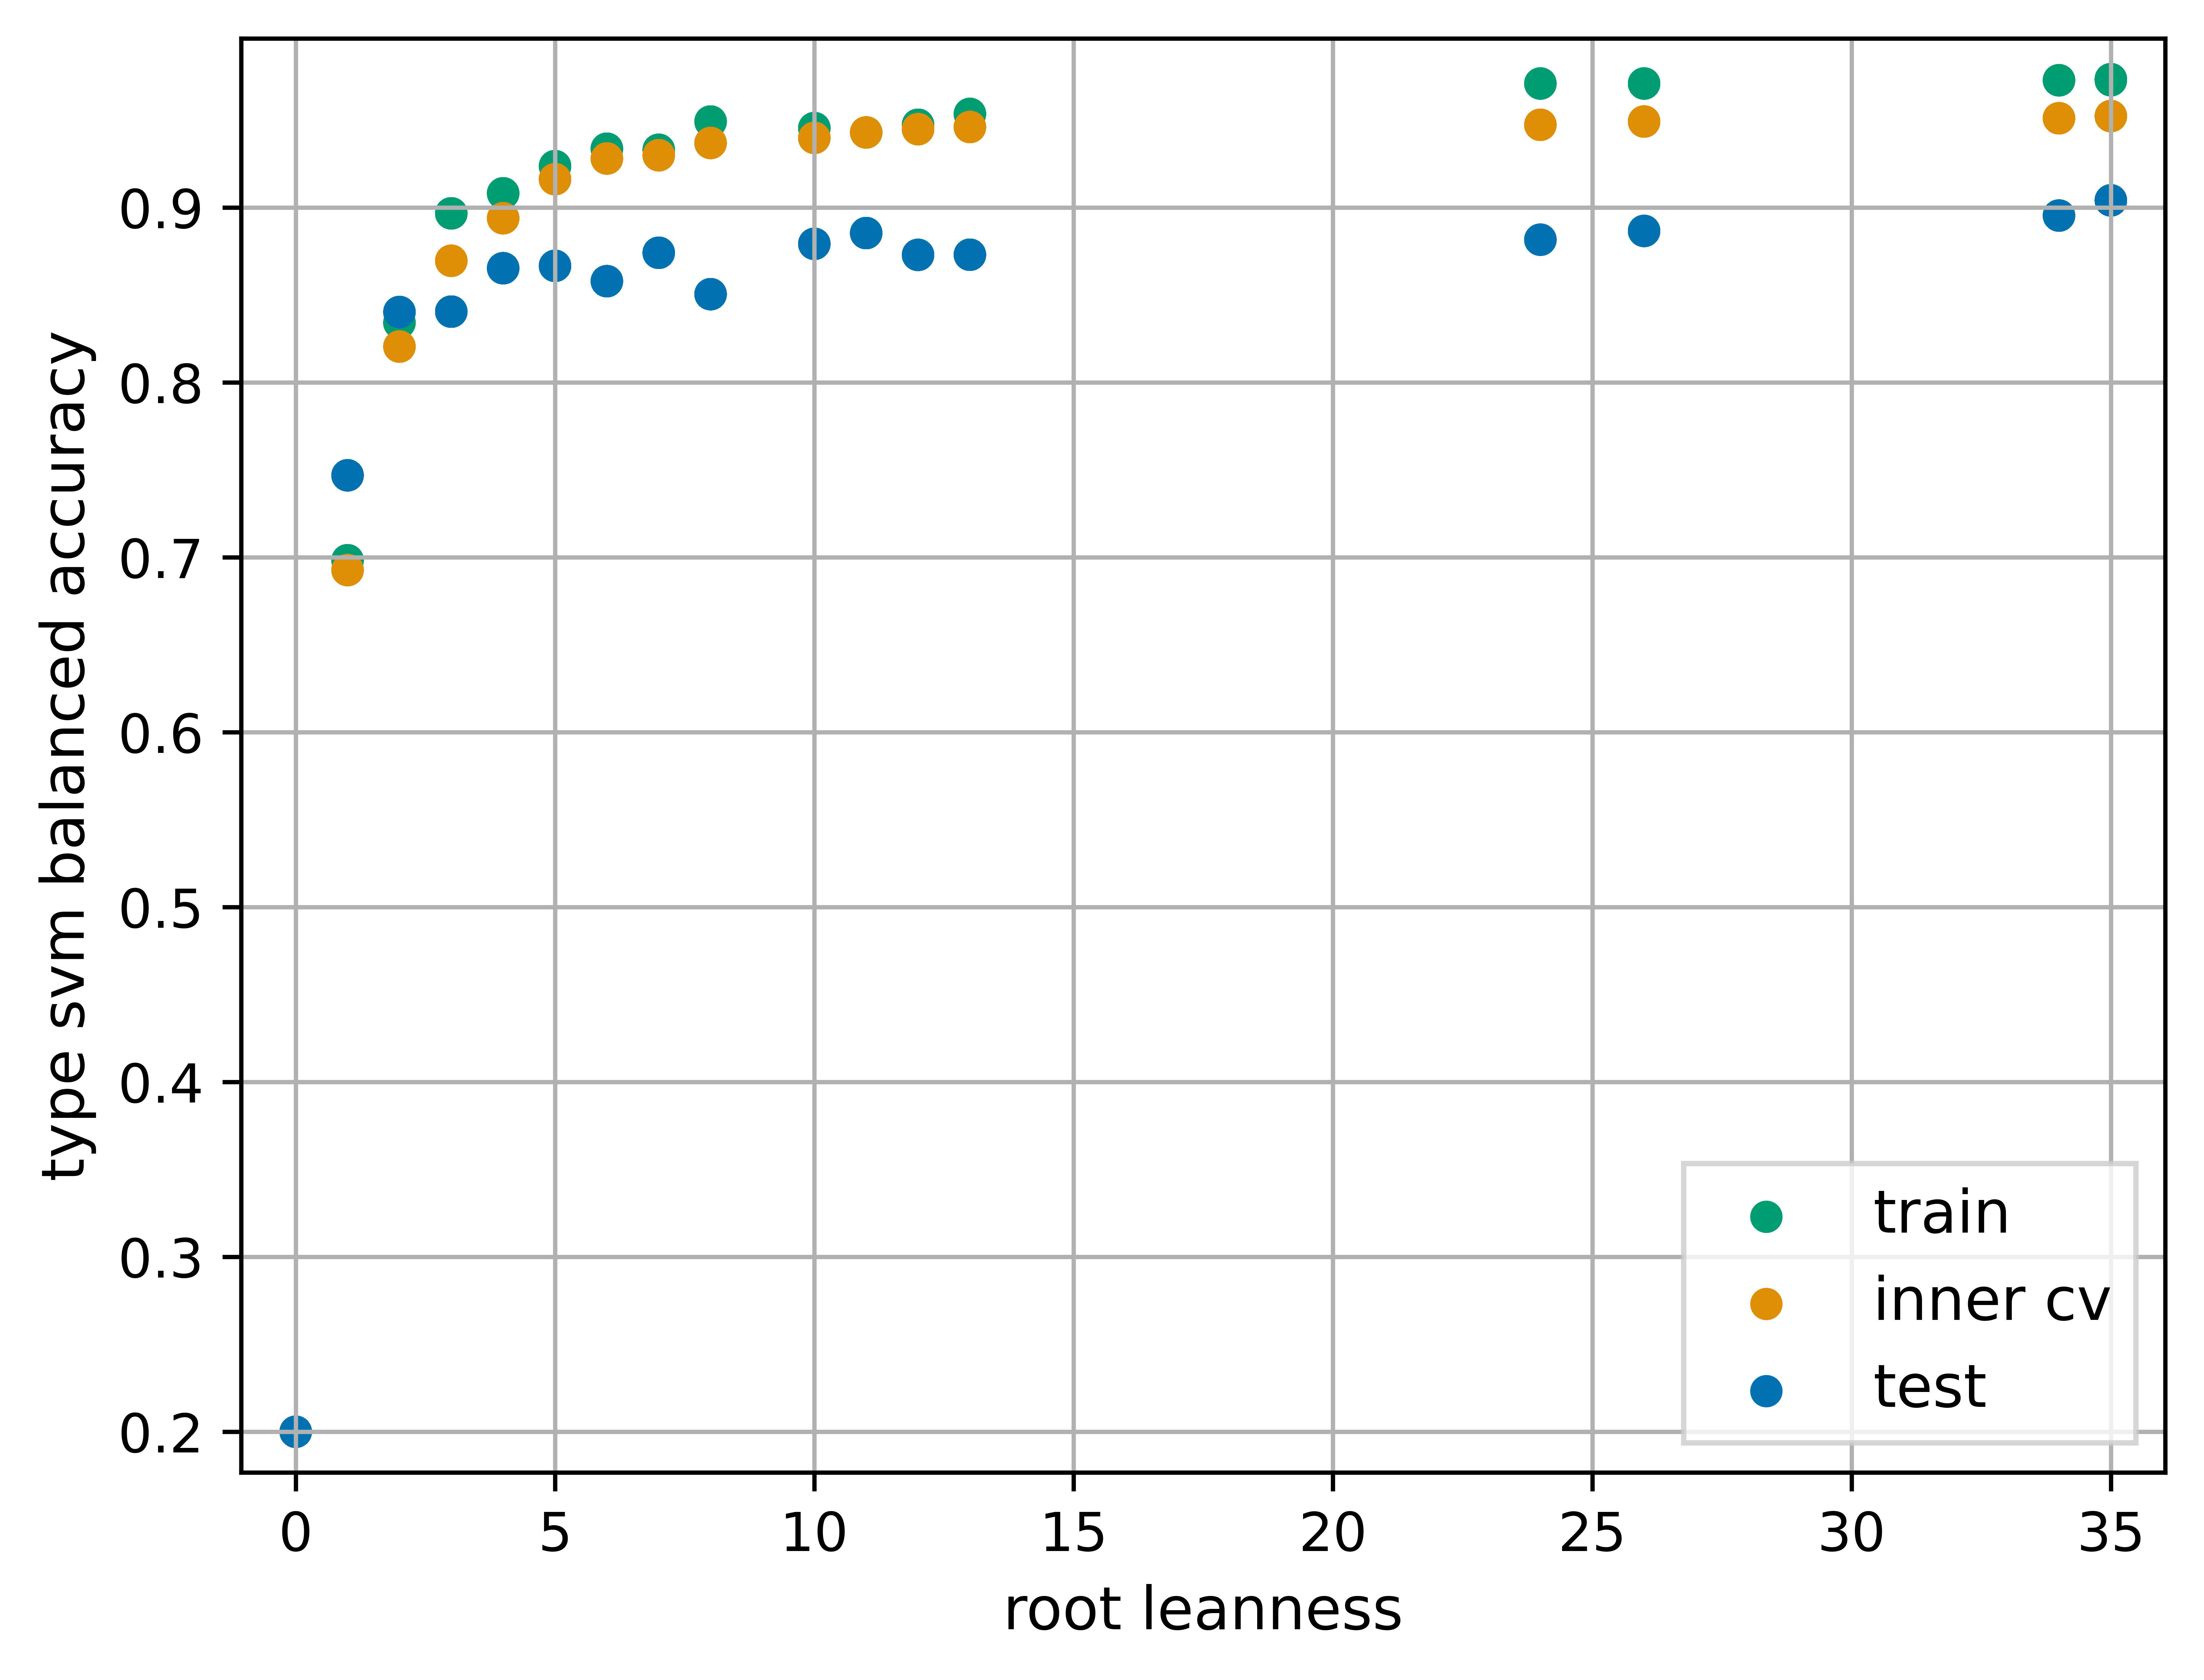 type svm balanced accuracy
0.9
0.8
0.7
0.6
0.5
0.4
0.3
0.2
train
inner cv
test
0 5 10 15 20 25 30 35
root leanness